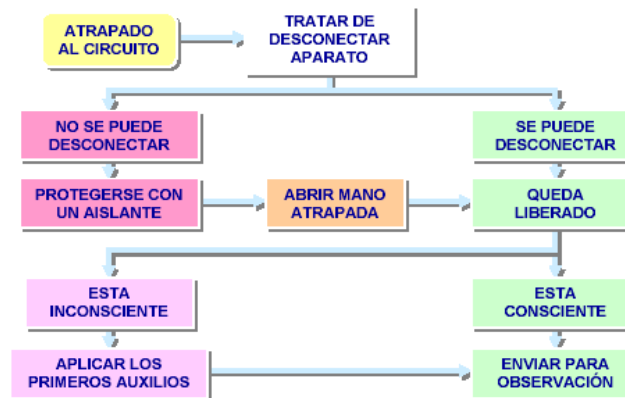 ATRAPADO
AL CIRCUITO
TRATAR DE
DESCONECTAR
APARATO
NO SE PUEDE
DESCONECTAR
SE PUEDE
DESCONECTAR
PROTEGERSE CON
UN AISLANTE
ABRIR MANO
ATRAPADA
QUEDA
LIBERADO
ESTA
INCONSCIENTE
ESTA
CONSCIENTE
APLICAR LOS
PRIMEROS AUXILIOS
ENVIAR PARA
OBSERVACIÓN